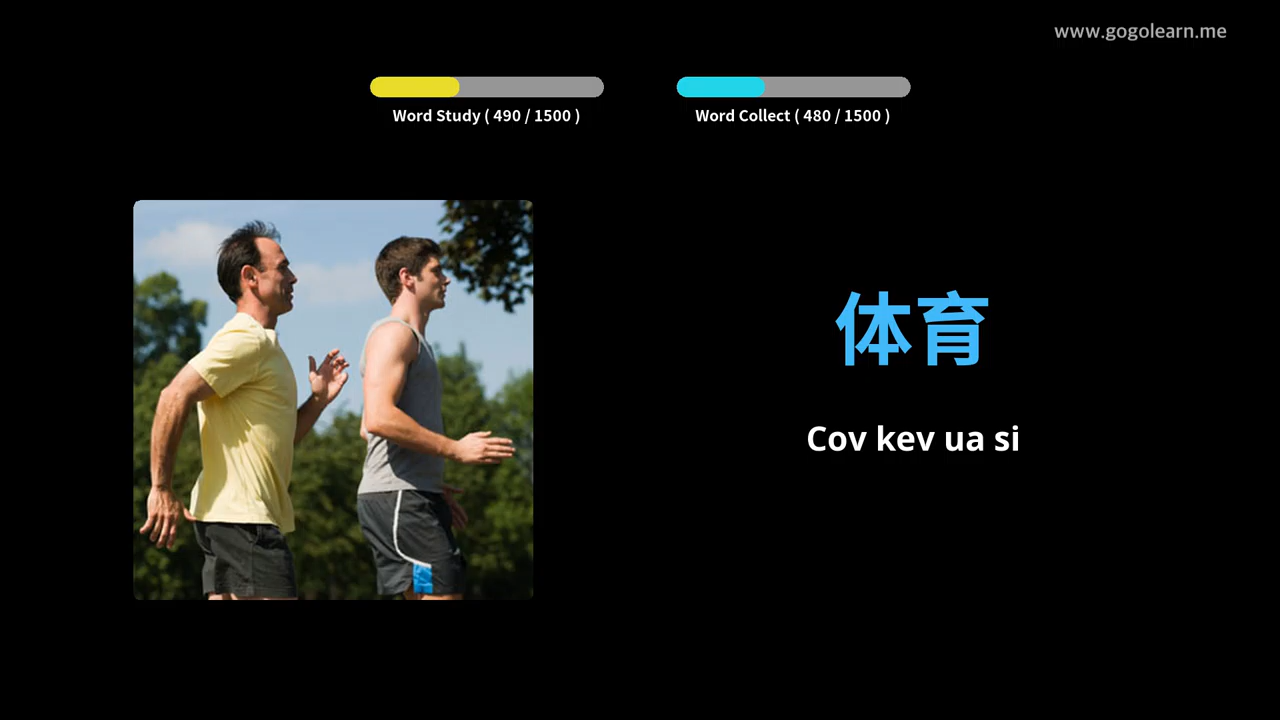 www.gogolearn.me
Word Study ( 490 / 1500 )
Word Collect ( 480 / 1500 )
体育
Cov kev ua si